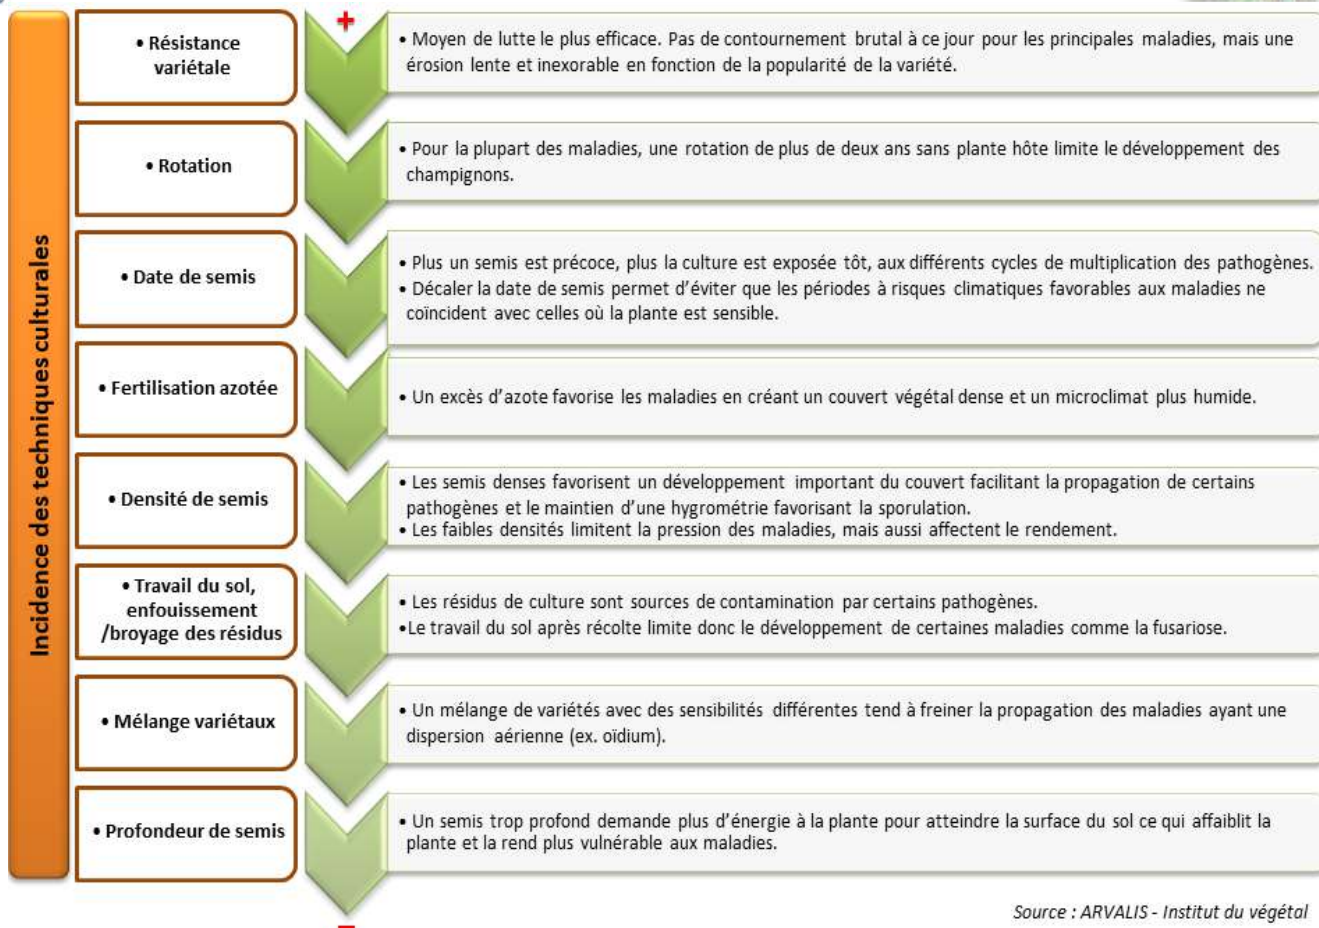 Incidence des techniques culturales
+
• Résistance
variétale
• Moyen de lutte le plus efficace. Pas de contournement brutal à ce jour pour les principales maladies, mais une
érosion lente et inexorable en fonction de la popularité de la variété.
• Rotation
• Pour la plupart des maladies, une rotation de plus de deux ans sans plante hôte limite le développement des
champignons.
• Date de semis
• Plus un semis est précoce, plus la culture est exposée tôt, aux différents cycles de multiplication des pathogènes.
• Décaler la date de semis permet d'éviter que les périodes à risques climatiques favorables aux maladies ne
coïncident avec celles où la plante est sensible.
• Fertilisation azotée
• Un excès d'azote favorise les maladies en créant un couvert végétal dense et un microclimat plus humide.
• Densité de semis
• Les semis denses favorisent un développement important du couvert facilitant la propagation de certains
pathogènes et le maintien d'une hygrométrie favorisant la sporulation.
• Les faibles densités limitent la pression des maladies, mais aussi affectent le rendement.
• Travail du sol,
enfouissement
/broyage des résidus
• Les résidus de culture sont sources de contamination par certains pathogènes.
•Le travail du sol après récolte limite donc le développement de certaines maladies comme la fusariose.
• Mélange variétaux
• Un mélange de variétés avec des sensibilités différentes tend à freiner la propagation des maladies ayant une
dispersion aérienne (ex. oïdium).
• Profondeur de semis
• Un semis trop profond demande plus d'énergie à la plante pour atteindre la surface du sol ce qui affaiblit la
plante et la rend plus vulnérable aux maladies.
–
Source : ARVALIS - Institut du végétal